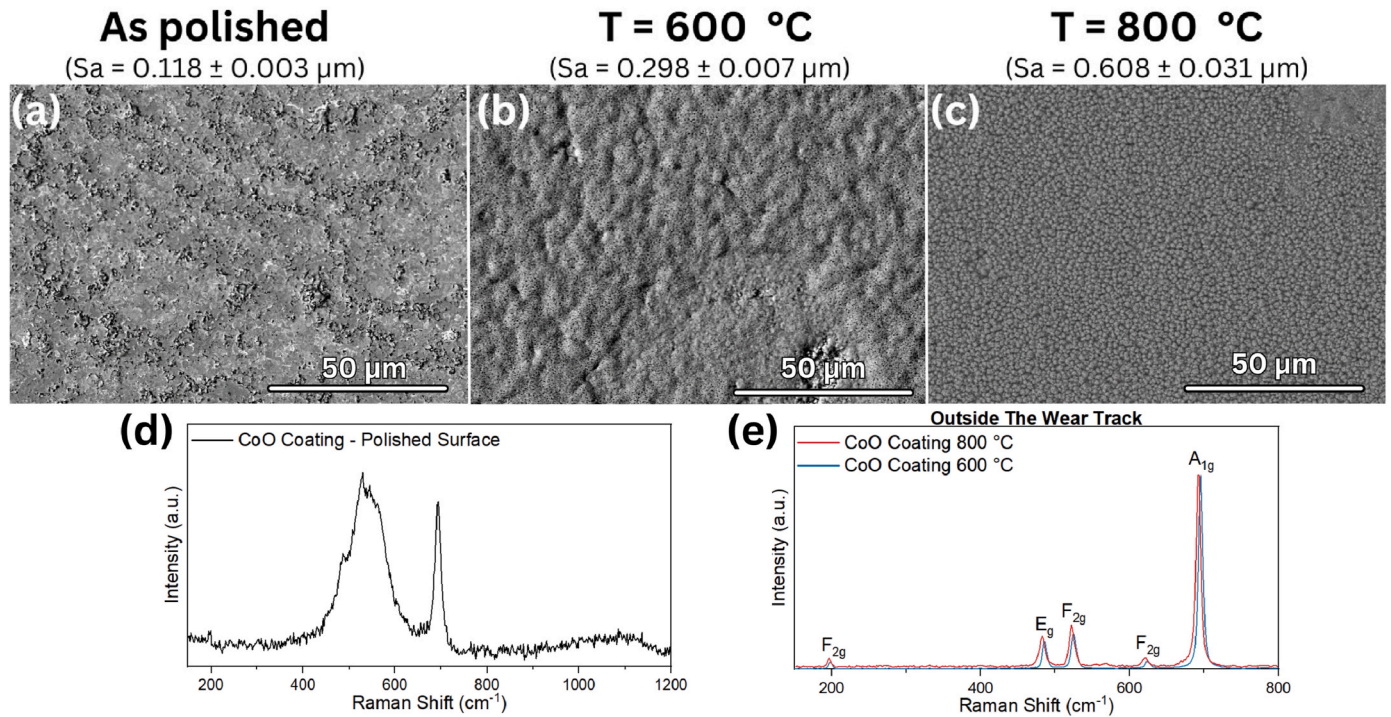 As polished
(Sa = 0.118 ± 0.003 µm)
T = 600 °C
(Sa = 0.298 ± 0.007 µm)
T = 800 °C
(Sa = 0.608 ± 0.031 µm)
(a)
50 µm
(b)
50 µm
(c)
50 µm
(d)
CoO Coating - Polished Surface
Intensity (a.u.)
200 400 600 800 1000 1200
Raman Shift (cm⁻¹)
(e)
Outside The Wear Track
CoO Coating 800 °C
CoO Coating 600 °C
A₁g
F₂g
Eg
F₂g
F₂g
Intensity (a.u.)
200 400 600 800
Raman Shift (cm⁻¹)